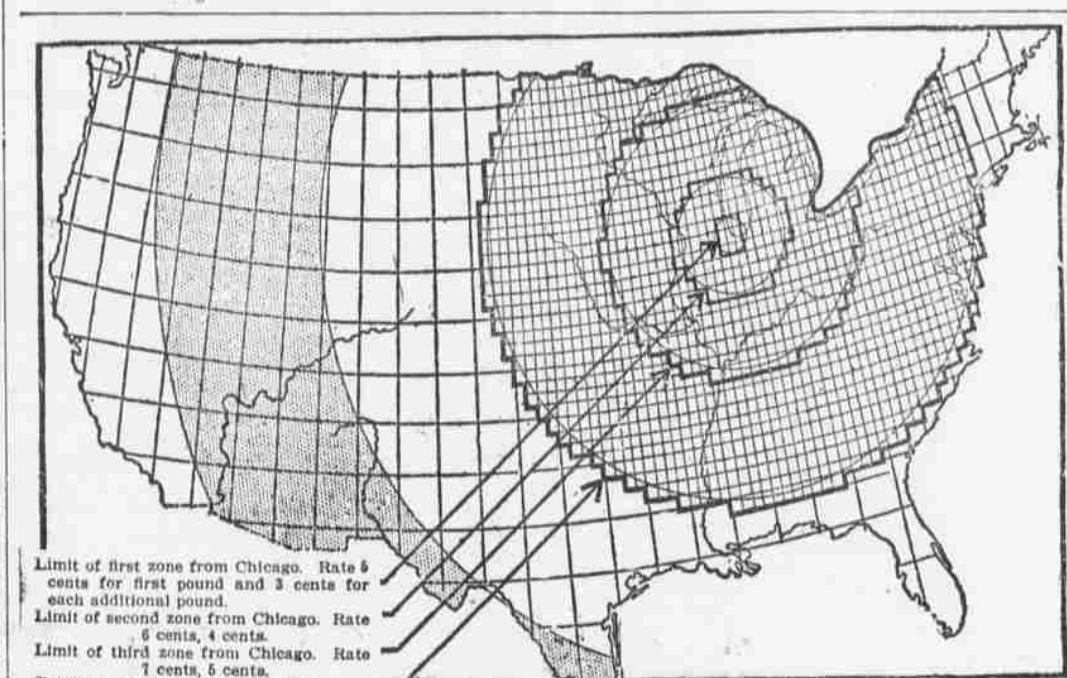 Limit of first zone from Chicago. Rate 5
cents for first pound and 3 cents for
each additional pound.
Limit of second zone from Chicago. Rate
6 cents, 4 cents.
Limit of third zone from Chicago. Rate
7 cents, 5 cents.